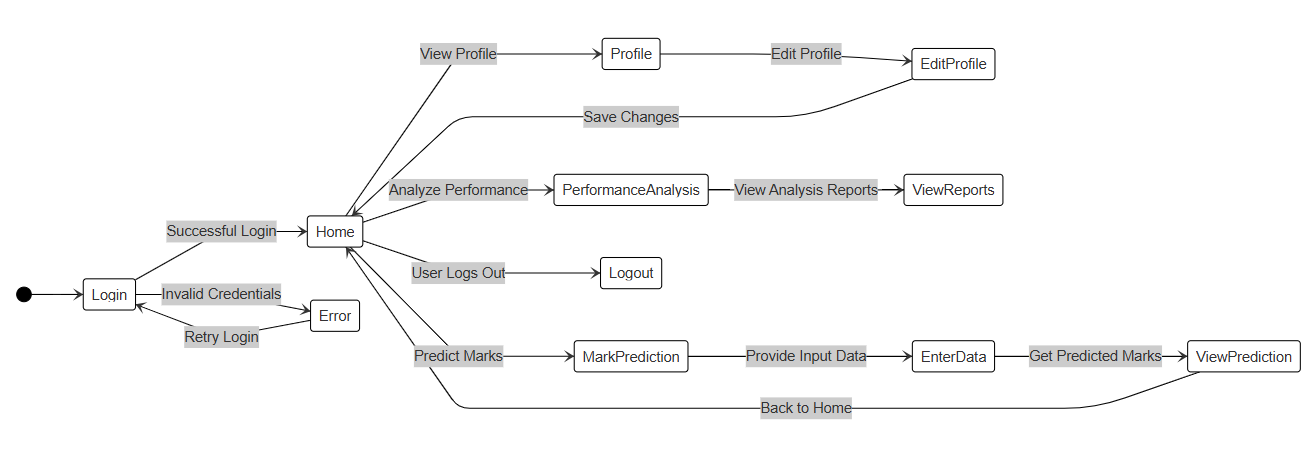 View Profile
Profile
Edit Profile
EditProfile
Save Changes
Analyze Performance
PerformanceAnalysis
View Analysis Reports
ViewReports
Successful Login
Home
User Logs Out
Logout
Login
Invalid Credentials
Error
Retry Login
Predict Marks
MarkPrediction
Provide Input Data
EnterData
Get Predicted Marks
ViewPrediction
Back to Home